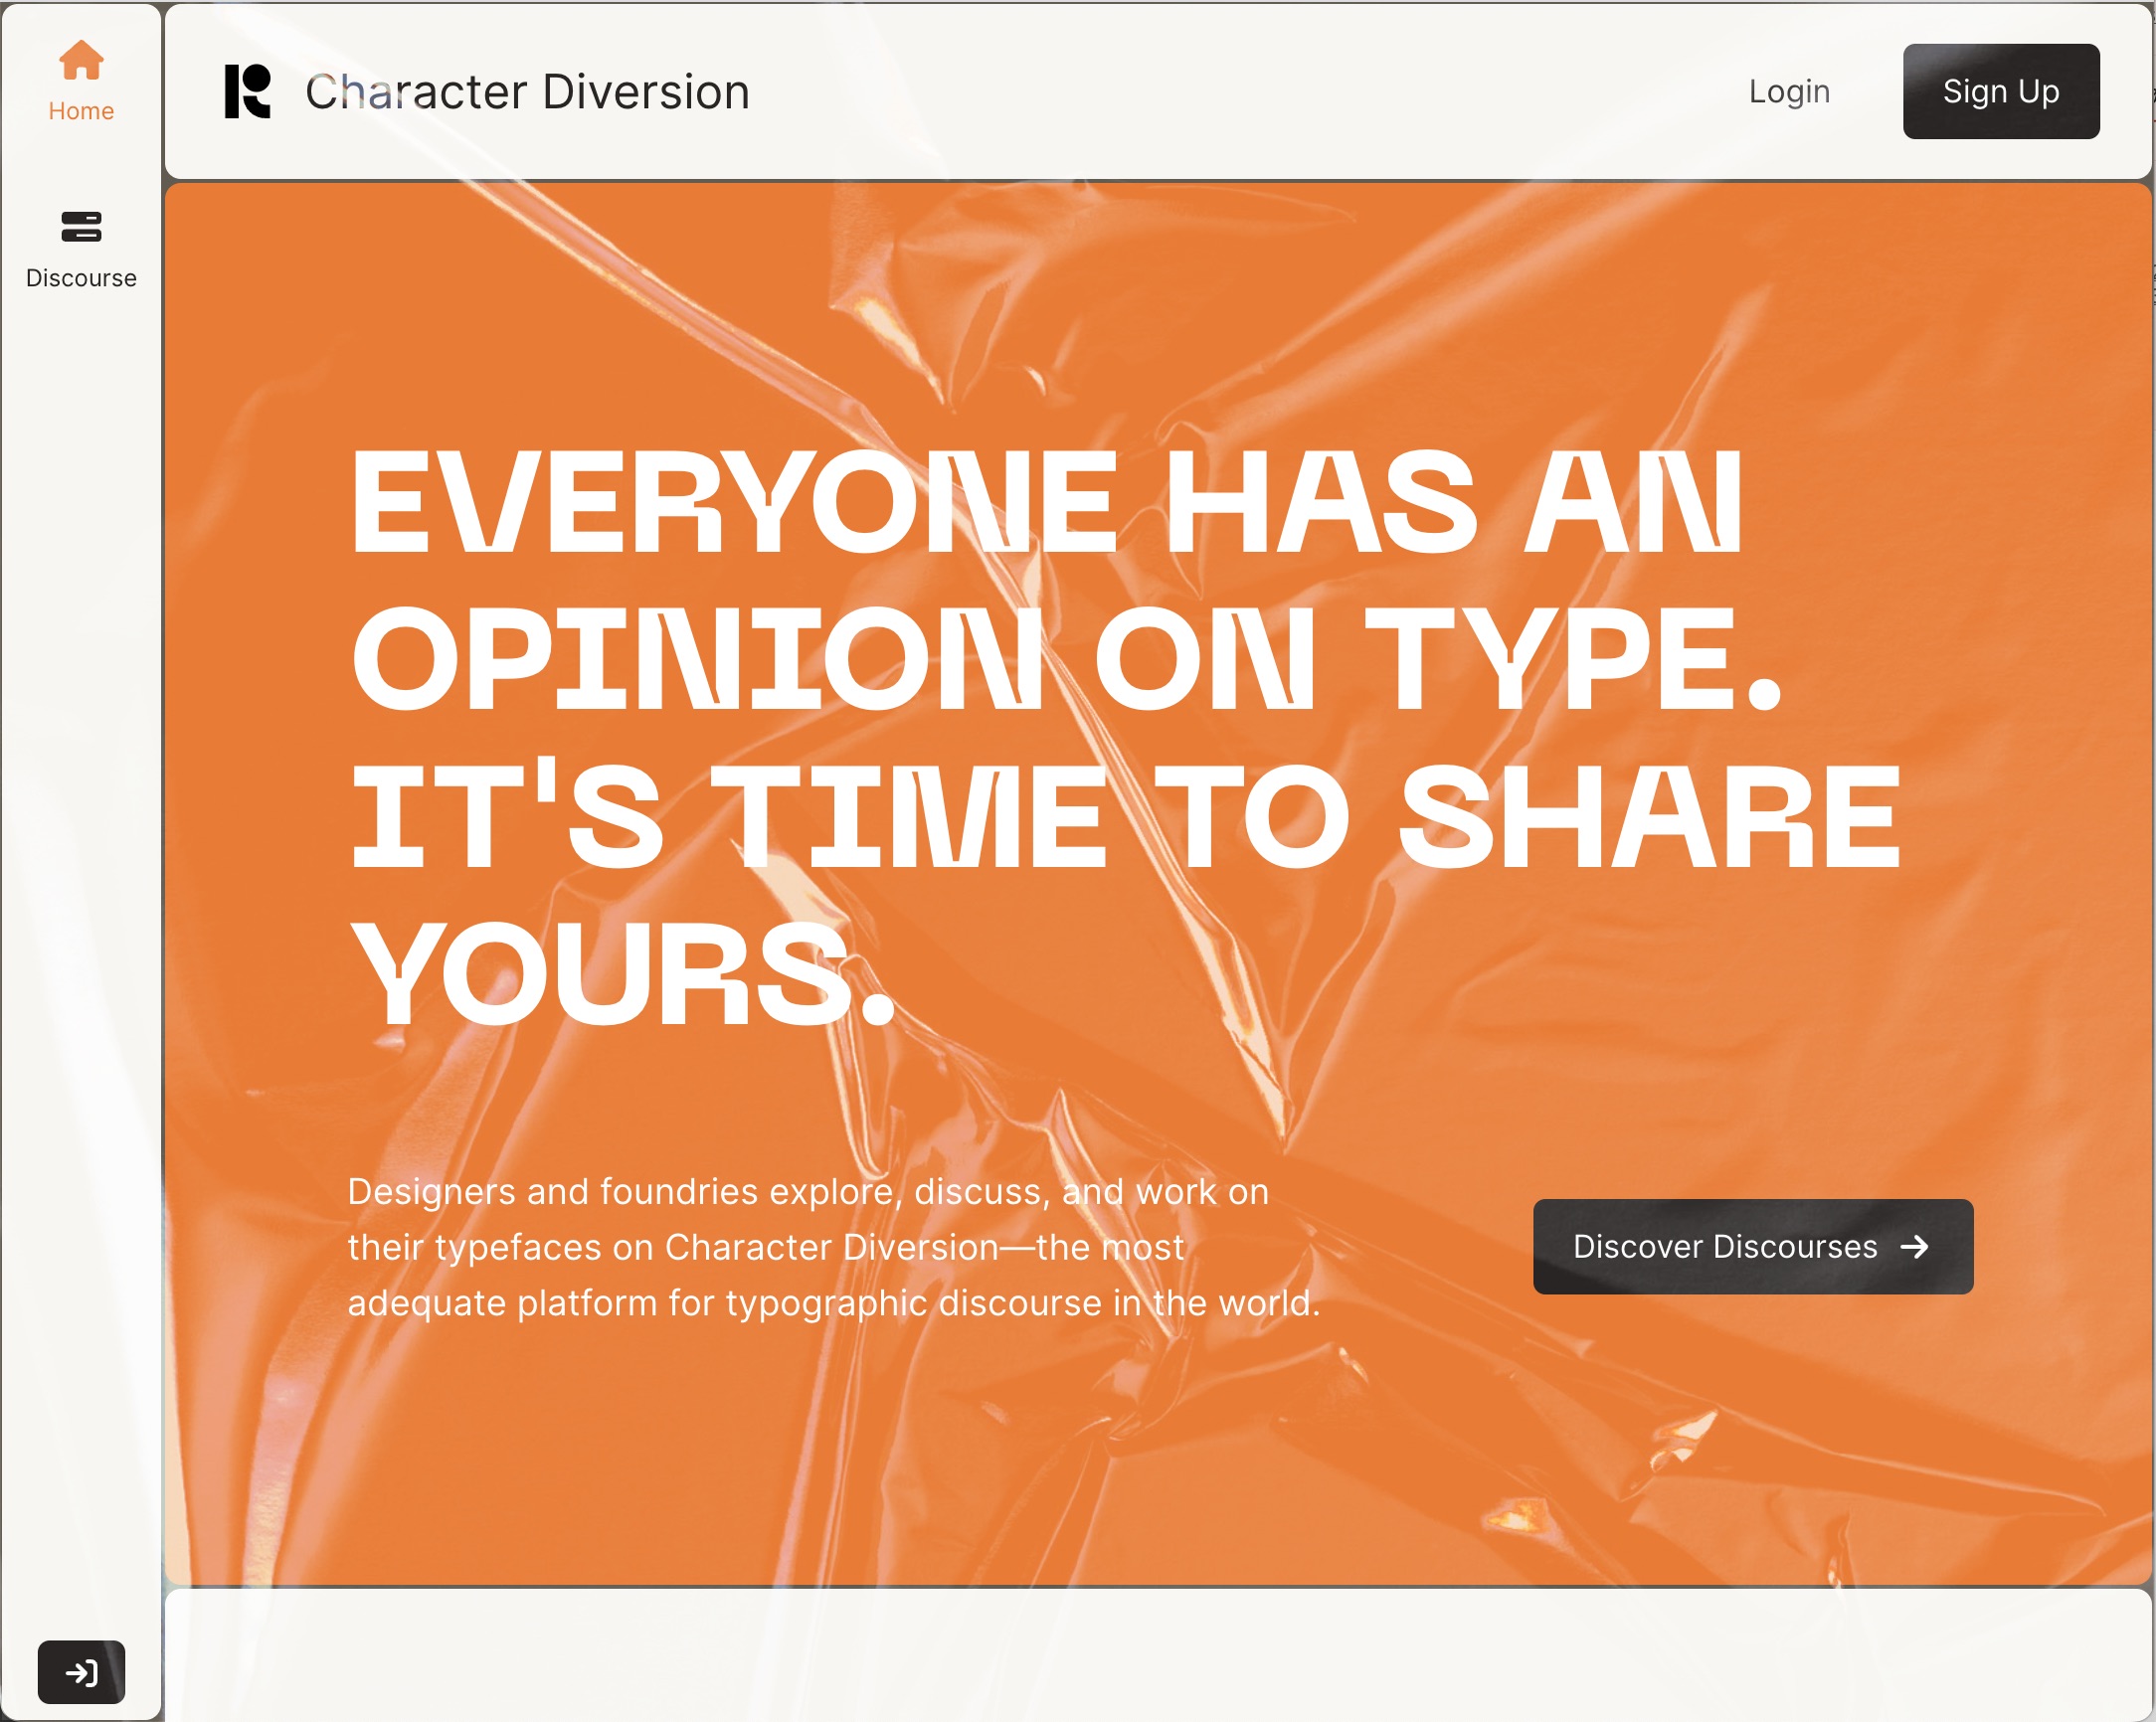 Home
Discourse
Character Diversion
Login
Sign Up
EVERYONE HAS AN
OPINION ON TYPE.
IT'S TIME TO SHARE
YOURS.
Designers and foundries explore, discuss, and work on
their typefaces on Character Diversion—the most
adequate platform for typographic discourse in the world.
Discover Discourses